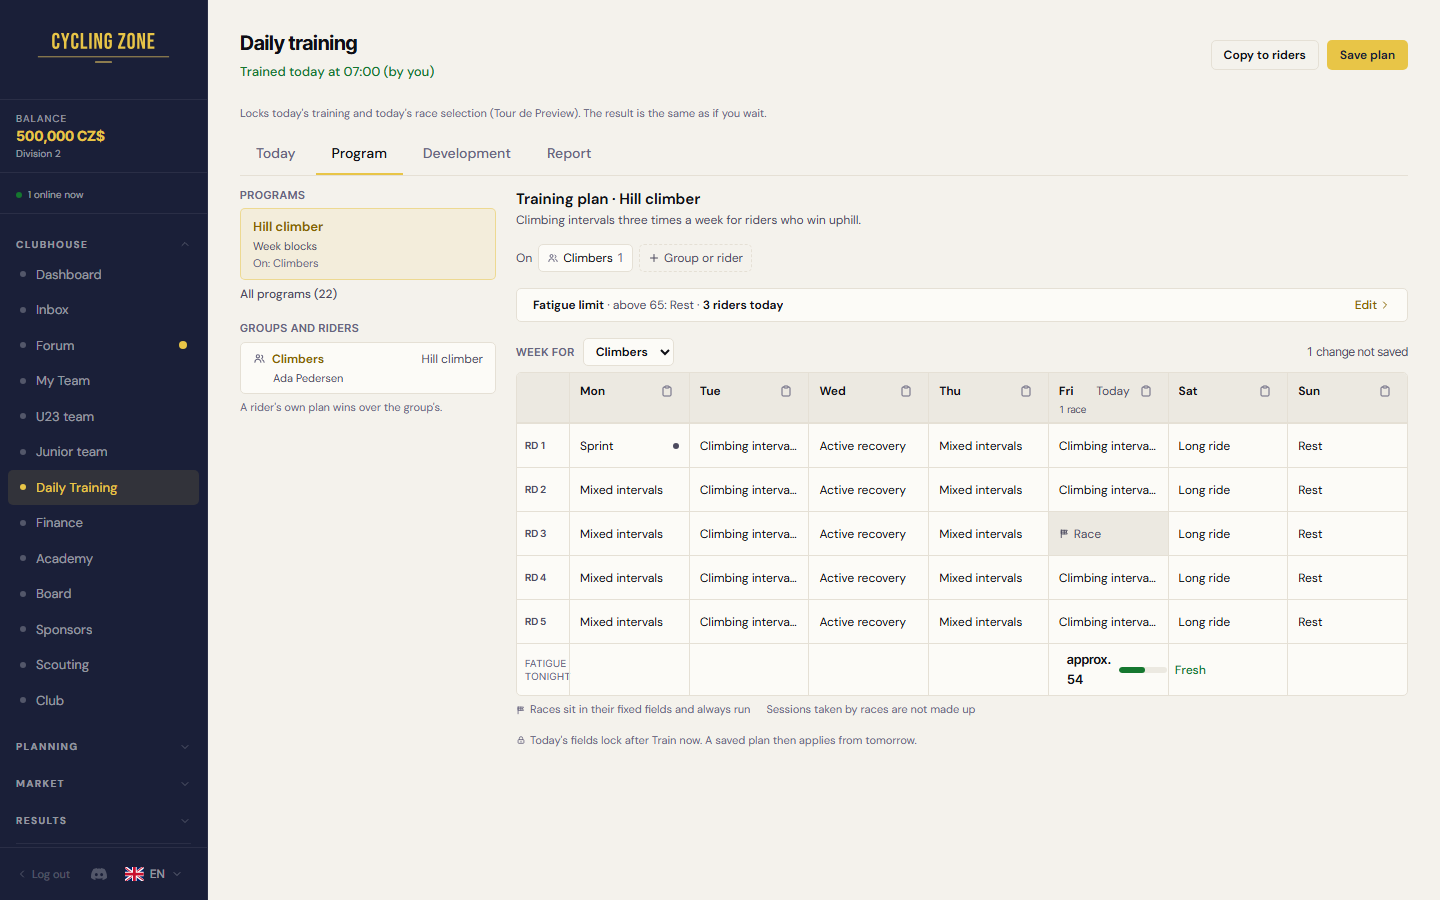 CYCLING ZONE
BALANCE
500,000 CZ$
Division 2
1 online now
CLUBHOUSE
Dashboard
Inbox
Forum
My Team
U23 team
Junior team
Daily Training
Finance
Academy
Board
Sponsors
Scouting
Club
PLANNING
MARKET
RESULTS
Log out
EN
Daily training
Trained today at 07:00 (by you)
Copy to riders
Save plan
Locks today's training and today's race selection (Tour de Preview). The result is the same as if you wait.
Today Program Development Report
PROGRAMS
Hill climber
Week blocks
On: Climbers
All programs (22)
GROUPS AND RIDERS
Climbers Hill climber
Ada Pedersen
A rider's own plan wins over the group's.
Training plan · Hill climber
Climbing intervals three times a week for riders who win uphill.
On Climbers 1 + Group or rider
Fatigue limit · above 65: Rest · 3 riders today Edit
WEEK FOR Climbers 1 change not saved
Mon Tue Wed Thu Fri Today Sat Sun
1 race
RD 1 Sprint Climbing interva... Active recovery Mixed intervals Climbing interva... Long ride Rest
RD 2 Mixed intervals Climbing interva... Active recovery Mixed intervals Climbing interva... Long ride Rest
RD 3 Mixed intervals Climbing interva... Active recovery Mixed intervals Race Long ride Rest
RD 4 Mixed intervals Climbing interva... Active recovery Mixed intervals Climbing interva... Long ride Rest
RD 5 Mixed intervals Climbing interva... Active recovery Mixed intervals Climbing interva... Long ride Rest
FATIGUE TONIGHT approx. 54 Fresh
Races sit in their fixed fields and always run Sessions taken by races are not made up
Today's fields lock after Train now. A saved plan then applies from tomorrow.